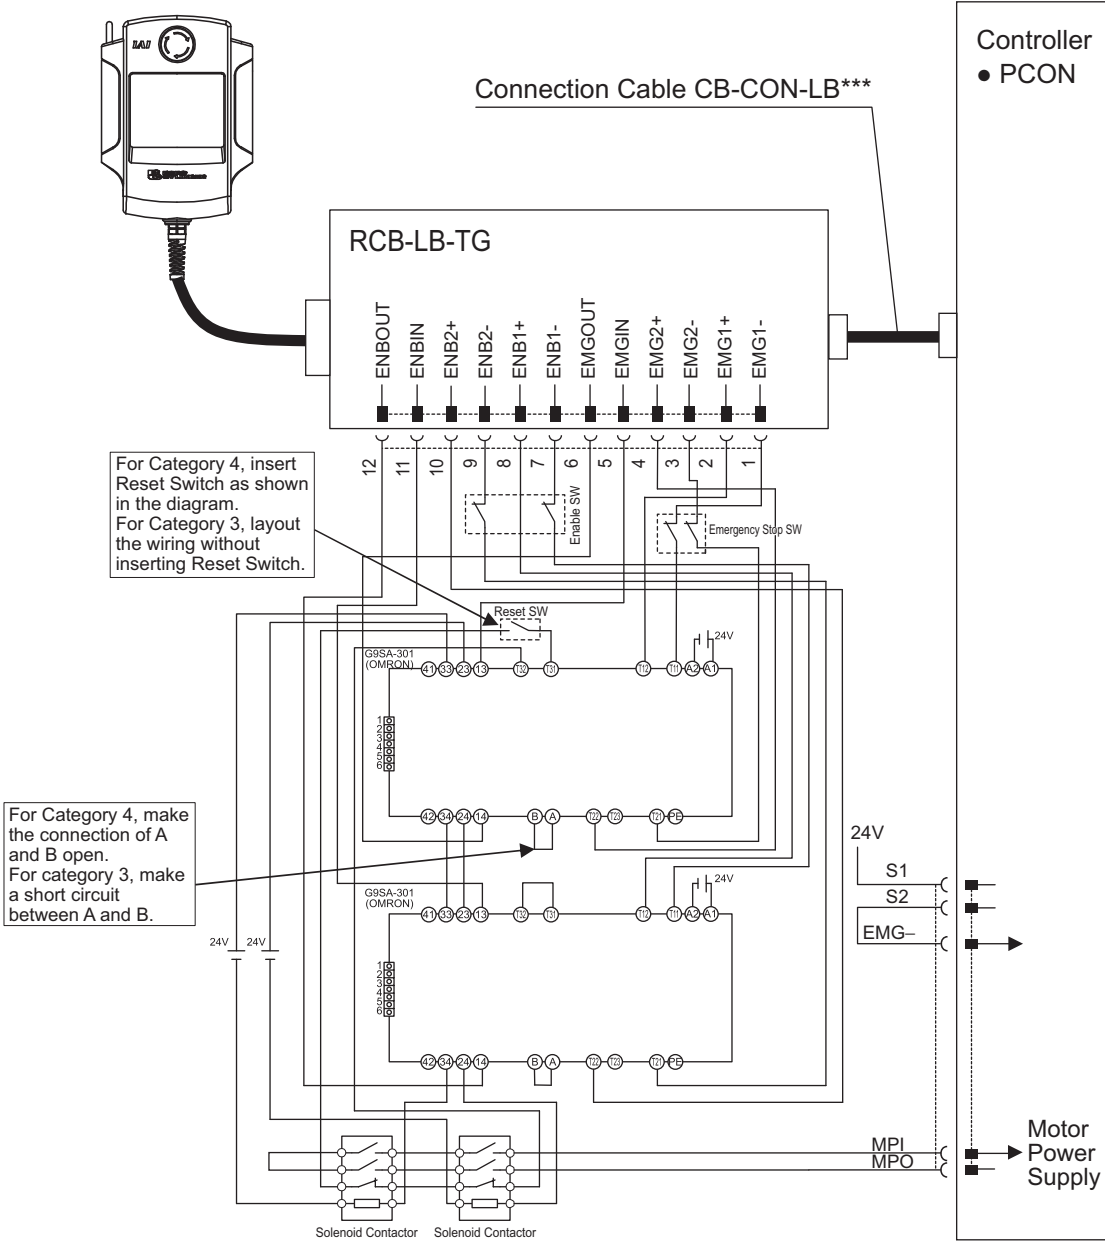 Controller
● PCON
IAI
Connection Cable CB-CON-LB***
RCB-LB-TG
ENBOUT
ENBIN
ENB2+
ENB2-
ENB1+
ENB1-
EMGOUT
EMGIN
EMG2+
EMG2-
EMG1+
EMG1-
12
11
10
9
8
7
6
5
4
3
2
1
For Category 4, insert
Reset Switch as shown
in the diagram.
For Category 3, layout
the wiring without
inserting Reset Switch.
Enable SW
Emergency Stop SW
Reset SW
24V
G9SA-301
(OMRON)
41 33 23 13 T32 T31 T12 T11 A2 A1
1
2
3
4
5
6
42 34 24 14 B A T22 T23 T21 PE
For Category 4, make
the connection of A
and B open.
For category 3, make
a short circuit
between A and B.
24V
S1
S2
EMG–
24V
G9SA-301
(OMRON)
41 33 23 13 T32 T31 T12 T11 A2 A1
24V 24V
1
2
3
4
5
6
42 34 24 14 B A T22 T23 T21 PE
MPI
MPO
Motor
Power
Supply
Solenoid Contactor Solenoid Contactor